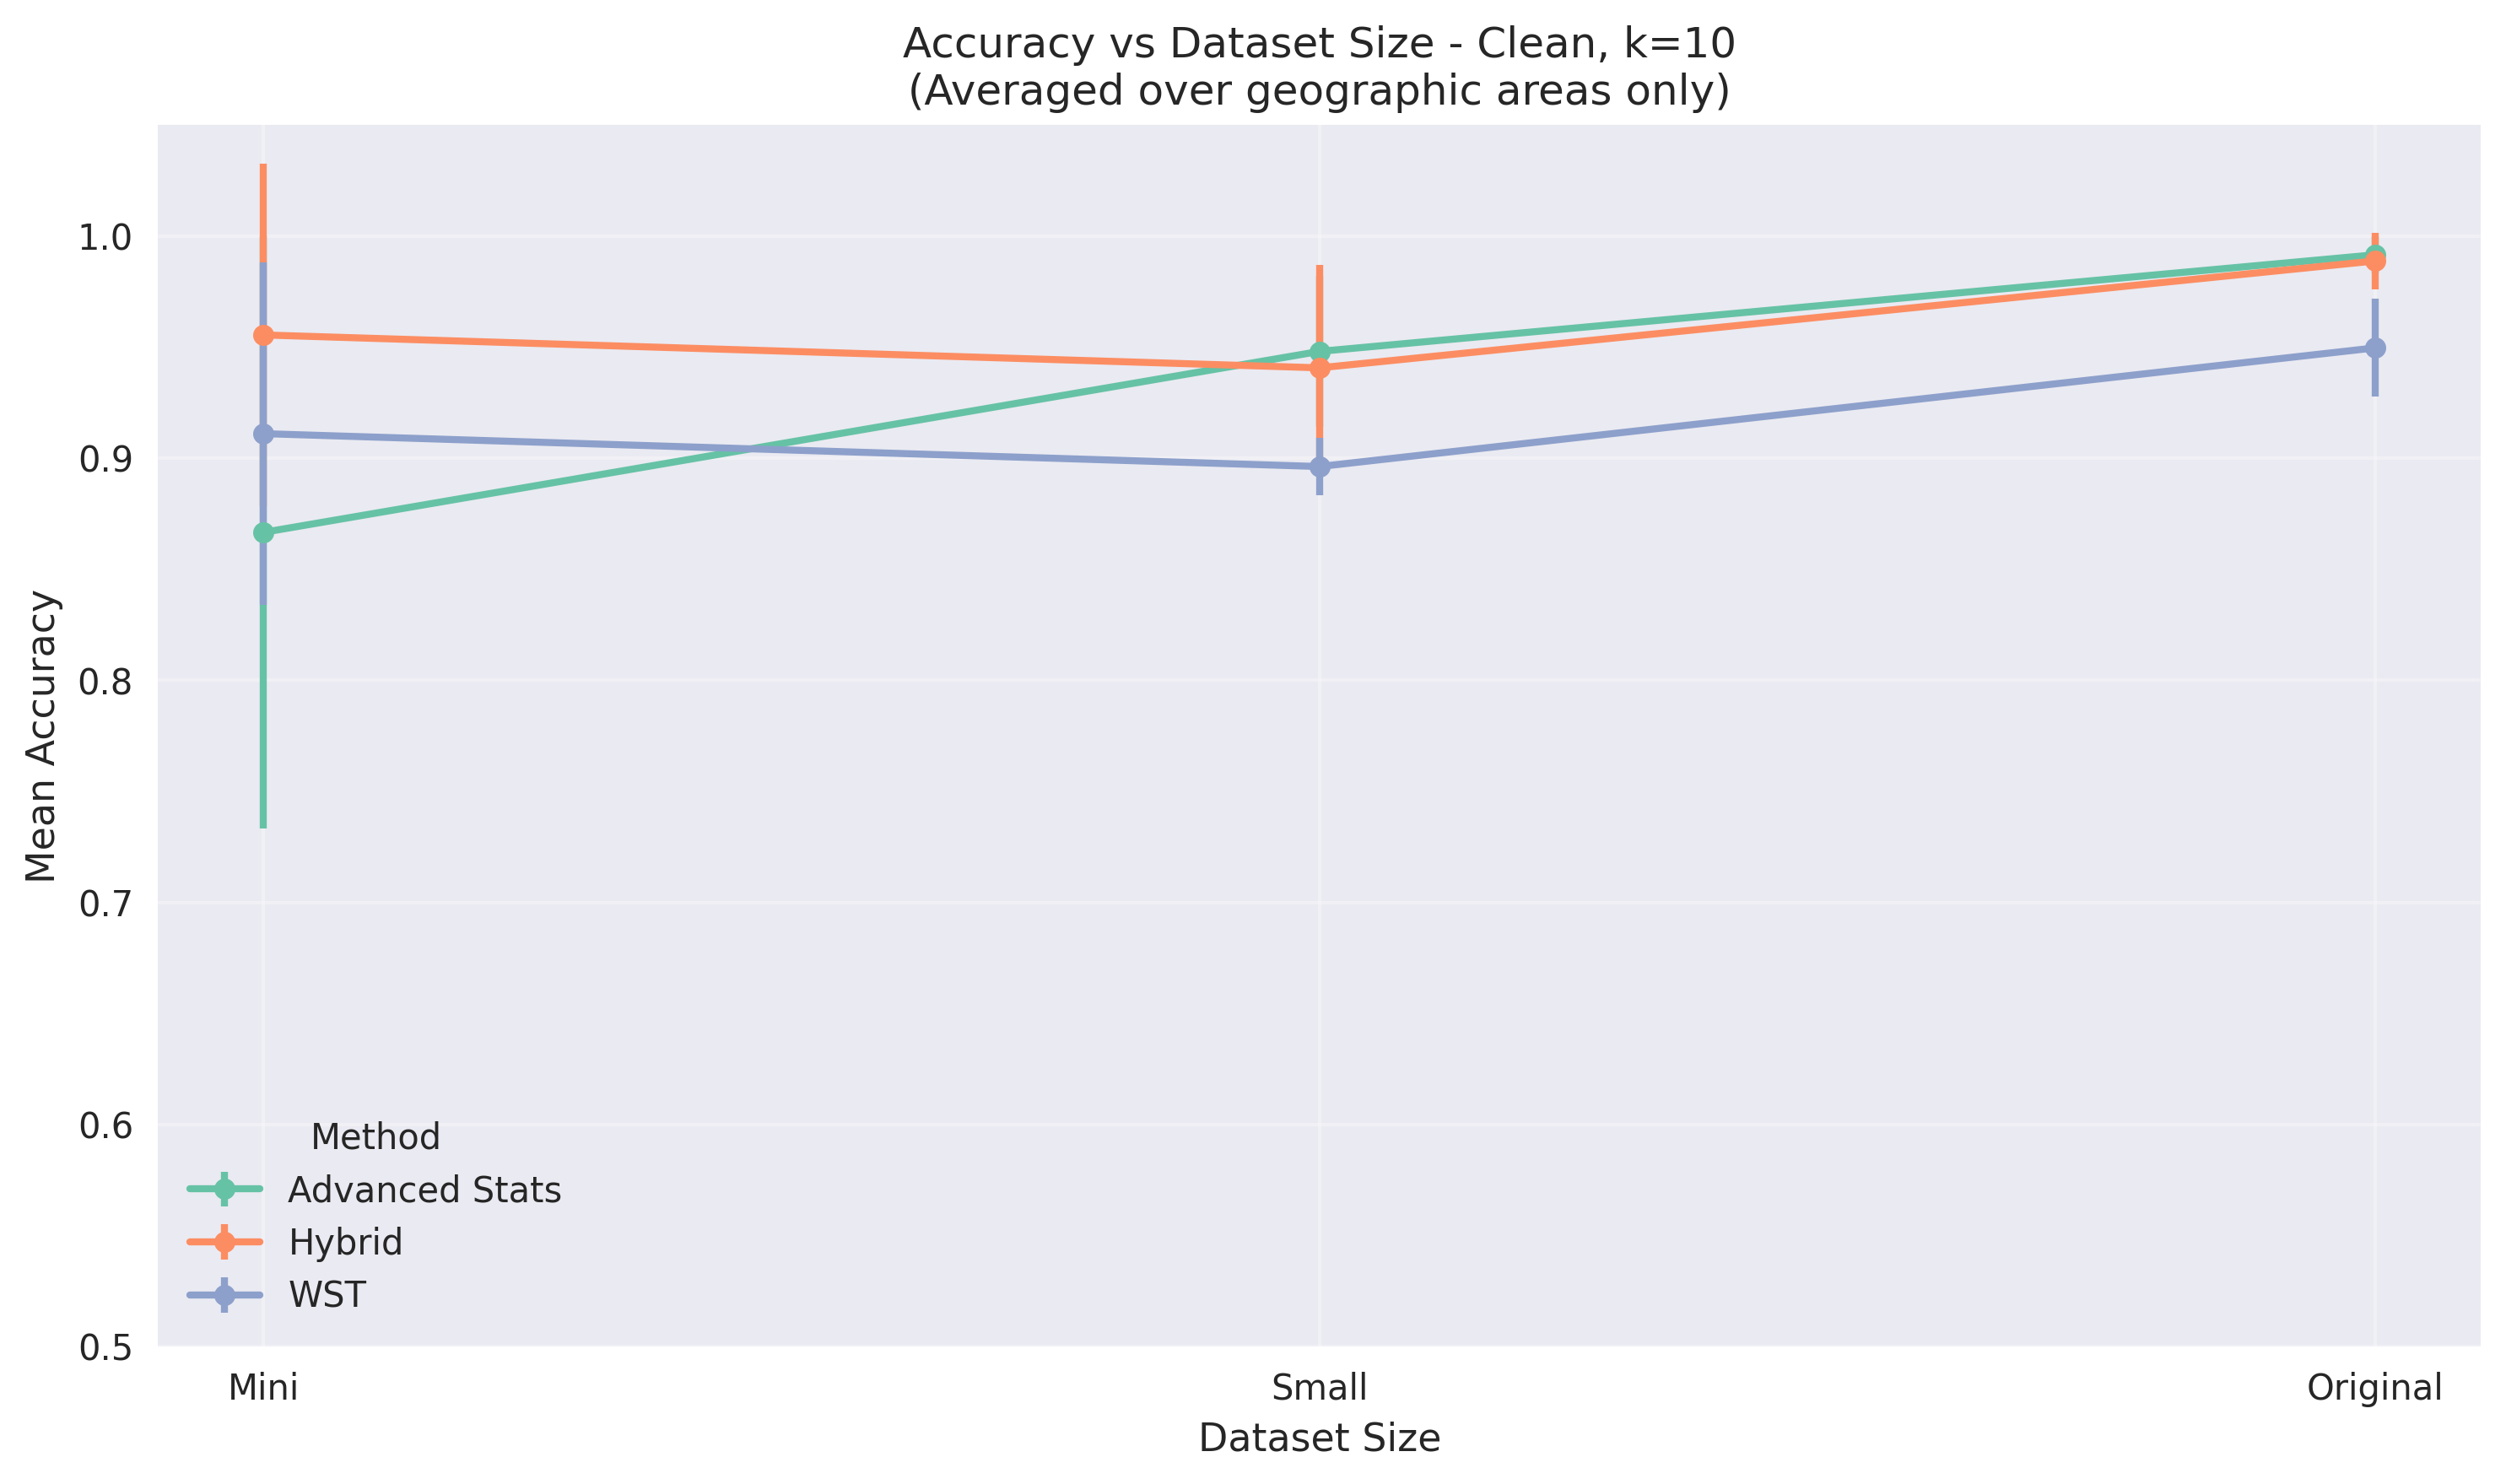 Accuracy vs Dataset Size - Clean, k=10
(Averaged over geographic areas only)
Mean Accuracy
1.0
0.9
0.8
0.7
0.6
0.5
Method
Advanced Stats
Hybrid
WST
Mini
Small
Original
Dataset Size